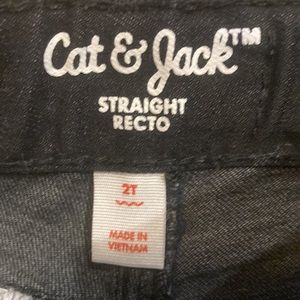 Cat & Jack™
STRAIGHT
RECTO
2T
MADE IN
VIETNAM